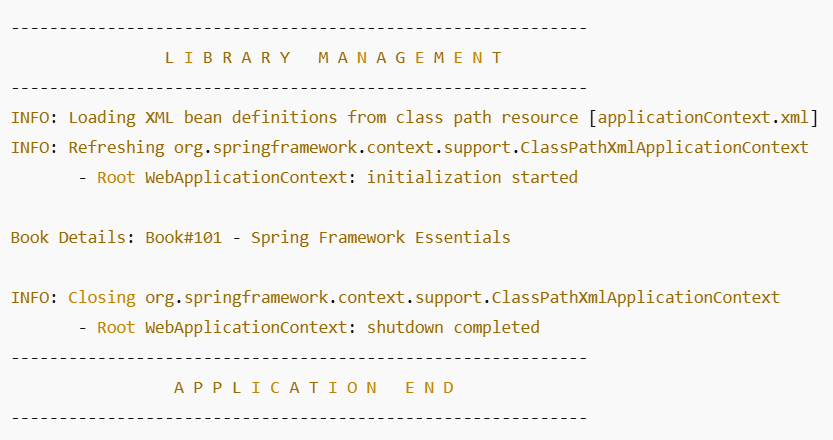 ------------------------------------------------------------
L I B R A R Y   M A N A G E M E N T
------------------------------------------------------------
INFO: Loading XML bean definitions from class path resource [applicationContext.xml]
INFO: Refreshing org.springframework.context.support.ClassPathXmlApplicationContext
- Root WebApplicationContext: initialization started
Book Details: Book#101 - Spring Framework Essentials
INFO: Closing org.springframework.context.support.ClassPathXmlApplicationContext
- Root WebApplicationContext: shutdown completed
------------------------------------------------------------
A P P L I C A T I O N   E N D
------------------------------------------------------------